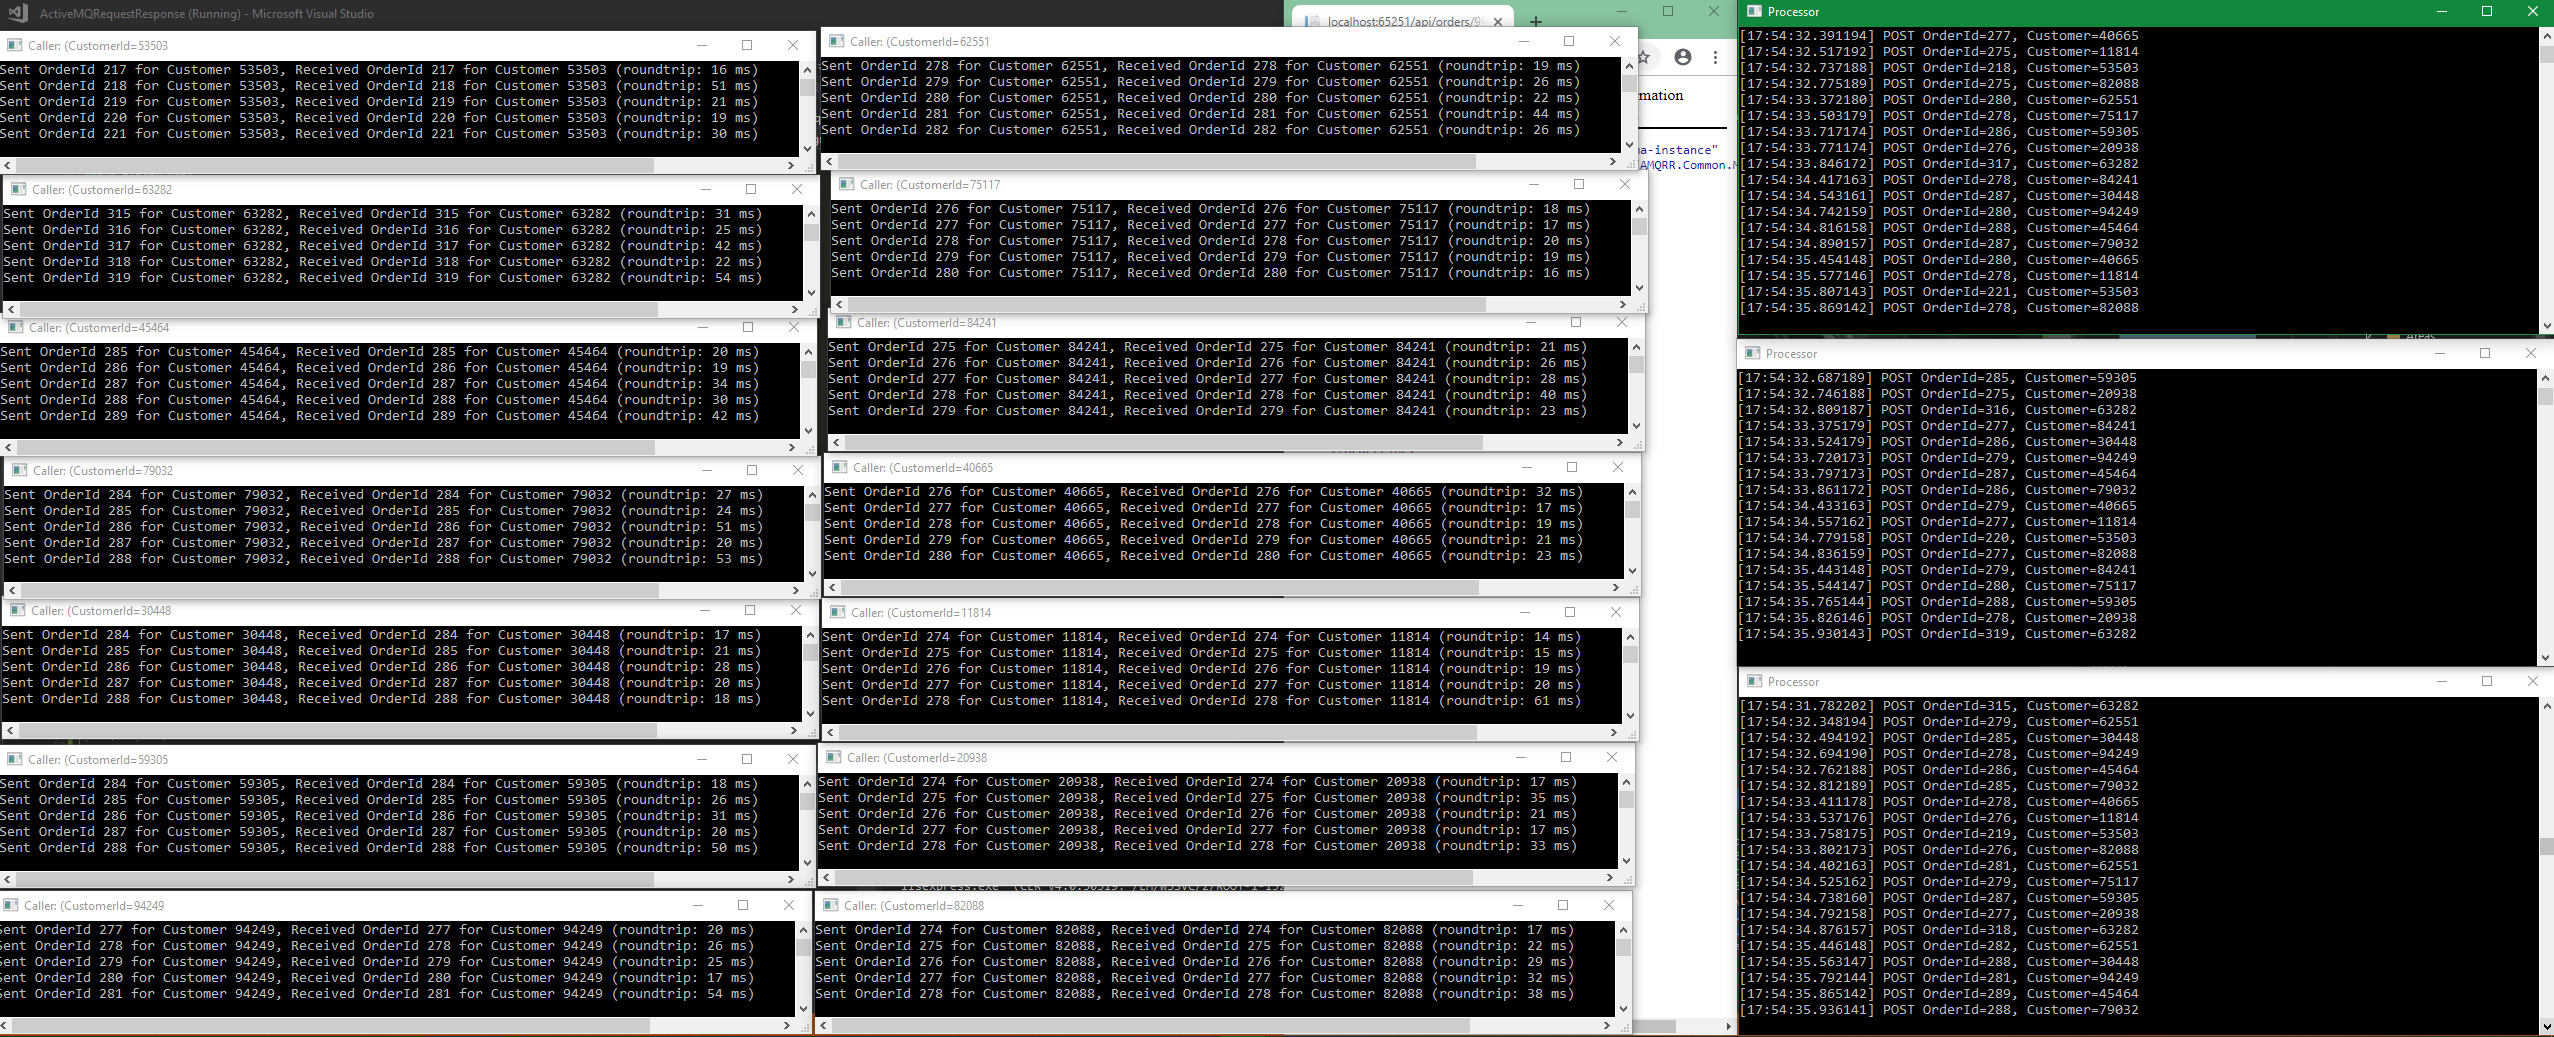 ActiveMQRequestResponse (Running) - Microsoft Visual Studio
Caller: (CustomerId=53503
Sent OrderId 217 for Customer 53503, Received OrderId 217 for Customer 53503 (roundtrip: 16 ms)
Sent OrderId 218 for Customer 53503, Received OrderId 218 for Customer 53503 (roundtrip: 51 ms)
Sent OrderId 219 for Customer 53503, Received OrderId 219 for Customer 53503 (roundtrip: 21 ms)
Sent OrderId 220 for Customer 53503, Received OrderId 220 for Customer 53503 (roundtrip: 19 ms)
Sent OrderId 221 for Customer 53503, Received OrderId 221 for Customer 53503 (roundtrip: 30 ms)
Caller: (CustomerId=63282
Sent OrderId 315 for Customer 63282, Received OrderId 315 for Customer 63282 (roundtrip: 31 ms)
Sent OrderId 316 for Customer 63282, Received OrderId 316 for Customer 63282 (roundtrip: 25 ms)
Sent OrderId 317 for Customer 63282, Received OrderId 317 for Customer 63282 (roundtrip: 42 ms)
Sent OrderId 318 for Customer 63282, Received OrderId 318 for Customer 63282 (roundtrip: 22 ms)
Sent OrderId 319 for Customer 63282, Received OrderId 319 for Customer 63282 (roundtrip: 54 ms)
Caller: (CustomerId=45464
Sent OrderId 285 for Customer 45464, Received OrderId 285 for Customer 45464 (roundtrip: 20 ms)
Sent OrderId 286 for Customer 45464, Received OrderId 286 for Customer 45464 (roundtrip: 19 ms)
Sent OrderId 287 for Customer 45464, Received OrderId 287 for Customer 45464 (roundtrip: 34 ms)
Sent OrderId 288 for Customer 45464, Received OrderId 288 for Customer 45464 (roundtrip: 30 ms)
Sent OrderId 289 for Customer 45464, Received OrderId 289 for Customer 45464 (roundtrip: 42 ms)
Caller: (CustomerId=79032
Sent OrderId 284 for Customer 79032, Received OrderId 284 for Customer 79032 (roundtrip: 27 ms)
Sent OrderId 285 for Customer 79032, Received OrderId 285 for Customer 79032 (roundtrip: 24 ms)
Sent OrderId 286 for Customer 79032, Received OrderId 286 for Customer 79032 (roundtrip: 51 ms)
Sent OrderId 287 for Customer 79032, Received OrderId 287 for Customer 79032 (roundtrip: 20 ms)
Sent OrderId 288 for Customer 79032, Received OrderId 288 for Customer 79032 (roundtrip: 53 ms)
Caller: (CustomerId=30448
Sent OrderId 284 for Customer 30448, Received OrderId 284 for Customer 30448 (roundtrip: 17 ms)
Sent OrderId 285 for Customer 30448, Received OrderId 285 for Customer 30448 (roundtrip: 21 ms)
Sent OrderId 286 for Customer 30448, Received OrderId 286 for Customer 30448 (roundtrip: 28 ms)
Sent OrderId 287 for Customer 30448, Received OrderId 287 for Customer 30448 (roundtrip: 20 ms)
Sent OrderId 288 for Customer 30448, Received OrderId 288 for Customer 30448 (roundtrip: 18 ms)
Caller: (CustomerId=59305
Sent OrderId 284 for Customer 59305, Received OrderId 284 for Customer 59305 (roundtrip: 18 ms)
Sent OrderId 285 for Customer 59305, Received OrderId 285 for Customer 59305 (roundtrip: 26 ms)
Sent OrderId 286 for Customer 59305, Received OrderId 286 for Customer 59305 (roundtrip: 31 ms)
Sent OrderId 287 for Customer 59305, Received OrderId 287 for Customer 59305 (roundtrip: 20 ms)
Sent OrderId 288 for Customer 59305, Received OrderId 288 for Customer 59305 (roundtrip: 50 ms)
Caller: (CustomerId=94249
Sent OrderId 277 for Customer 94249, Received OrderId 277 for Customer 94249 (roundtrip: 20 ms)
Sent OrderId 278 for Customer 94249, Received OrderId 278 for Customer 94249 (roundtrip: 26 ms)
Sent OrderId 279 for Customer 94249, Received OrderId 279 for Customer 94249 (roundtrip: 25 ms)
Sent OrderId 280 for Customer 94249, Received OrderId 280 for Customer 94249 (roundtrip: 17 ms)
Sent OrderId 281 for Customer 94249, Received OrderId 281 for Customer 94249 (roundtrip: 54 ms)
localhost:65251/api/orders/9
Caller: (CustomerId=62551
Sent OrderId 278 for Customer 62551, Received OrderId 278 for Customer 62551 (roundtrip: 19 ms)
Sent OrderId 279 for Customer 62551, Received OrderId 279 for Customer 62551 (roundtrip: 26 ms)
Sent OrderId 280 for Customer 62551, Received OrderId 280 for Customer 62551 (roundtrip: 22 ms)
Sent OrderId 281 for Customer 62551, Received OrderId 281 for Customer 62551 (roundtrip: 44 ms)
Sent OrderId 282 for Customer 62551, Received OrderId 282 for Customer 62551 (roundtrip: 26 ms)
mation
a-instance"
/AMQRR.Common.M
Caller: (CustomerId=75117
Sent OrderId 276 for Customer 75117, Received OrderId 276 for Customer 75117 (roundtrip: 18 ms)
Sent OrderId 277 for Customer 75117, Received OrderId 277 for Customer 75117 (roundtrip: 17 ms)
Sent OrderId 278 for Customer 75117, Received OrderId 278 for Customer 75117 (roundtrip: 20 ms)
Sent OrderId 279 for Customer 75117, Received OrderId 279 for Customer 75117 (roundtrip: 19 ms)
Sent OrderId 280 for Customer 75117, Received OrderId 280 for Customer 75117 (roundtrip: 16 ms)
Caller: (CustomerId=84241
Sent OrderId 275 for Customer 84241, Received OrderId 275 for Customer 84241 (roundtrip: 21 ms)
Sent OrderId 276 for Customer 84241, Received OrderId 276 for Customer 84241 (roundtrip: 26 ms)
Sent OrderId 277 for Customer 84241, Received OrderId 277 for Customer 84241 (roundtrip: 28 ms)
Sent OrderId 278 for Customer 84241, Received OrderId 278 for Customer 84241 (roundtrip: 40 ms)
Sent OrderId 279 for Customer 84241, Received OrderId 279 for Customer 84241 (roundtrip: 23 ms)
Caller: (CustomerId=40665
Sent OrderId 276 for Customer 40665, Received OrderId 276 for Customer 40665 (roundtrip: 32 ms)
Sent OrderId 277 for Customer 40665, Received OrderId 277 for Customer 40665 (roundtrip: 17 ms)
Sent OrderId 278 for Customer 40665, Received OrderId 278 for Customer 40665 (roundtrip: 19 ms)
Sent OrderId 279 for Customer 40665, Received OrderId 279 for Customer 40665 (roundtrip: 21 ms)
Sent OrderId 280 for Customer 40665, Received OrderId 280 for Customer 40665 (roundtrip: 23 ms)
Caller: (CustomerId=11814
Sent OrderId 274 for Customer 11814, Received OrderId 274 for Customer 11814 (roundtrip: 14 ms)
Sent OrderId 275 for Customer 11814, Received OrderId 275 for Customer 11814 (roundtrip: 15 ms)
Sent OrderId 276 for Customer 11814, Received OrderId 276 for Customer 11814 (roundtrip: 19 ms)
Sent OrderId 277 for Customer 11814, Received OrderId 277 for Customer 11814 (roundtrip: 20 ms)
Sent OrderId 278 for Customer 11814, Received OrderId 278 for Customer 11814 (roundtrip: 61 ms)
Caller: (CustomerId=20938
Sent OrderId 274 for Customer 20938, Received OrderId 274 for Customer 20938 (roundtrip: 17 ms)
Sent OrderId 275 for Customer 20938, Received OrderId 275 for Customer 20938 (roundtrip: 35 ms)
Sent OrderId 276 for Customer 20938, Received OrderId 276 for Customer 20938 (roundtrip: 21 ms)
Sent OrderId 277 for Customer 20938, Received OrderId 277 for Customer 20938 (roundtrip: 17 ms)
Sent OrderId 278 for Customer 20938, Received OrderId 278 for Customer 20938 (roundtrip: 33 ms)
Caller: (CustomerId=82088
Sent OrderId 274 for Customer 82088, Received OrderId 274 for Customer 82088 (roundtrip: 17 ms)
Sent OrderId 275 for Customer 82088, Received OrderId 275 for Customer 82088 (roundtrip: 22 ms)
Sent OrderId 276 for Customer 82088, Received OrderId 276 for Customer 82088 (roundtrip: 29 ms)
Sent OrderId 277 for Customer 82088, Received OrderId 277 for Customer 82088 (roundtrip: 32 ms)
Sent OrderId 278 for Customer 82088, Received OrderId 278 for Customer 82088 (roundtrip: 38 ms)
Processor
[17:54:32.391194] POST OrderId=277, Customer=40665
[17:54:32.517192] POST OrderId=275, Customer=11814
[17:54:32.737188] POST OrderId=218, Customer=53503
[17:54:32.775189] POST OrderId=275, Customer=82088
[17:54:33.372180] POST OrderId=280, Customer=62551
[17:54:33.503179] POST OrderId=278, Customer=75117
[17:54:33.717174] POST OrderId=286, Customer=59305
[17:54:33.771174] POST OrderId=276, Customer=20938
[17:54:33.846172] POST OrderId=317, Customer=63282
[17:54:34.417163] POST OrderId=278, Customer=84241
[17:54:34.543161] POST OrderId=287, Customer=30448
[17:54:34.742159] POST OrderId=280, Customer=94249
[17:54:34.816158] POST OrderId=288, Customer=45464
[17:54:34.890157] POST OrderId=287, Customer=79032
[17:54:35.454148] POST OrderId=280, Customer=40665
[17:54:35.577146] POST OrderId=278, Customer=11814
[17:54:35.807143] POST OrderId=221, Customer=53503
[17:54:35.869142] POST OrderId=278, Customer=82088
Processor
[17:54:32.687189] POST OrderId=285, Customer=59305
[17:54:32.746188] POST OrderId=275, Customer=20938
[17:54:32.809187] POST OrderId=316, Customer=63282
[17:54:33.375179] POST OrderId=277, Customer=84241
[17:54:33.524179] POST OrderId=286, Customer=30448
[17:54:33.720173] POST OrderId=279, Customer=94249
[17:54:33.797173] POST OrderId=287, Customer=45464
[17:54:33.861172] POST OrderId=286, Customer=79032
[17:54:34.433163] POST OrderId=279, Customer=40665
[17:54:34.557162] POST OrderId=277, Customer=11814
[17:54:34.779158] POST OrderId=220, Customer=53503
[17:54:34.836159] POST OrderId=277, Customer=82088
[17:54:35.443148] POST OrderId=279, Customer=84241
[17:54:35.544147] POST OrderId=280, Customer=75117
[17:54:35.765144] POST OrderId=288, Customer=59305
[17:54:35.826146] POST OrderId=278, Customer=20938
[17:54:35.930143] POST OrderId=319, Customer=63282
Processor
[17:54:31.782202] POST OrderId=315, Customer=63282
[17:54:32.348194] POST OrderId=279, Customer=62551
[17:54:32.494192] POST OrderId=285, Customer=30448
[17:54:32.694190] POST OrderId=278, Customer=94249
[17:54:32.762188] POST OrderId=286, Customer=45464
[17:54:32.812189] POST OrderId=285, Customer=79032
[17:54:33.411178] POST OrderId=278, Customer=40665
[17:54:33.537176] POST OrderId=276, Customer=11814
[17:54:33.758175] POST OrderId=219, Customer=53503
[17:54:33.802173] POST OrderId=276, Customer=82088
[17:54:34.402163] POST OrderId=281, Customer=62551
[17:54:34.525162] POST OrderId=279, Customer=75117
[17:54:34.738160] POST OrderId=287, Customer=59305
[17:54:34.792158] POST OrderId=277, Customer=20938
[17:54:34.876157] POST OrderId=318, Customer=63282
[17:54:35.446148] POST OrderId=282, Customer=62551
[17:54:35.563147] POST OrderId=288, Customer=30448
[17:54:35.792144] POST OrderId=281, Customer=94249
[17:54:35.865142] POST OrderId=289, Customer=45464
[17:54:35.936141] POST OrderId=288, Customer=79032